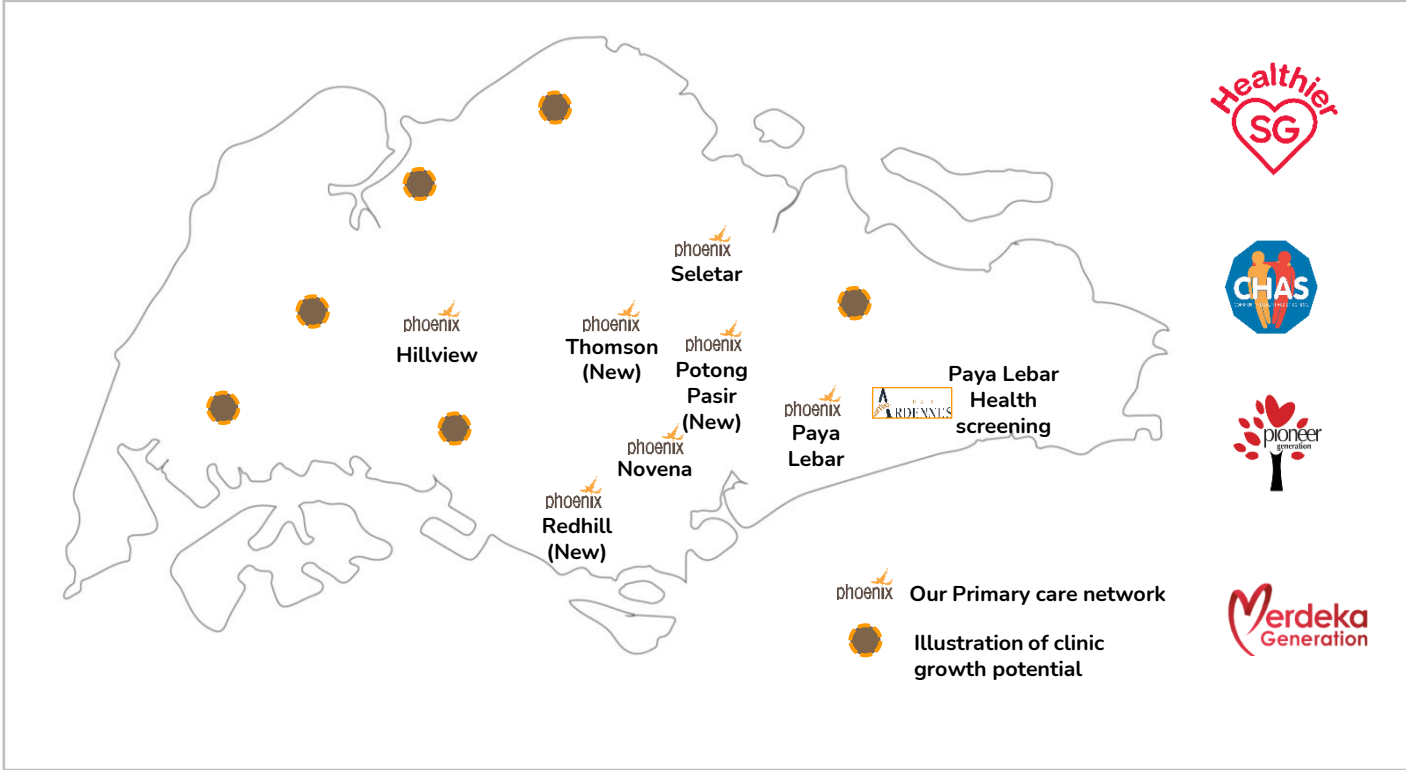 Healthier
SG
phoenix
Seletar
CHAS
phoenix
Hillview
phoenix
Thomson
(New)
phoenix
Potong
Pasir
(New)
phoenix
Paya
Lebar
ARDENNES
Paya Lebar
Health
screening
pioneer
generation
phoenix
Novena
phoenix
Redhill
(New)
phoenix
Our Primary care network
Illustration of clinic
growth potential
Merdeka
Generation